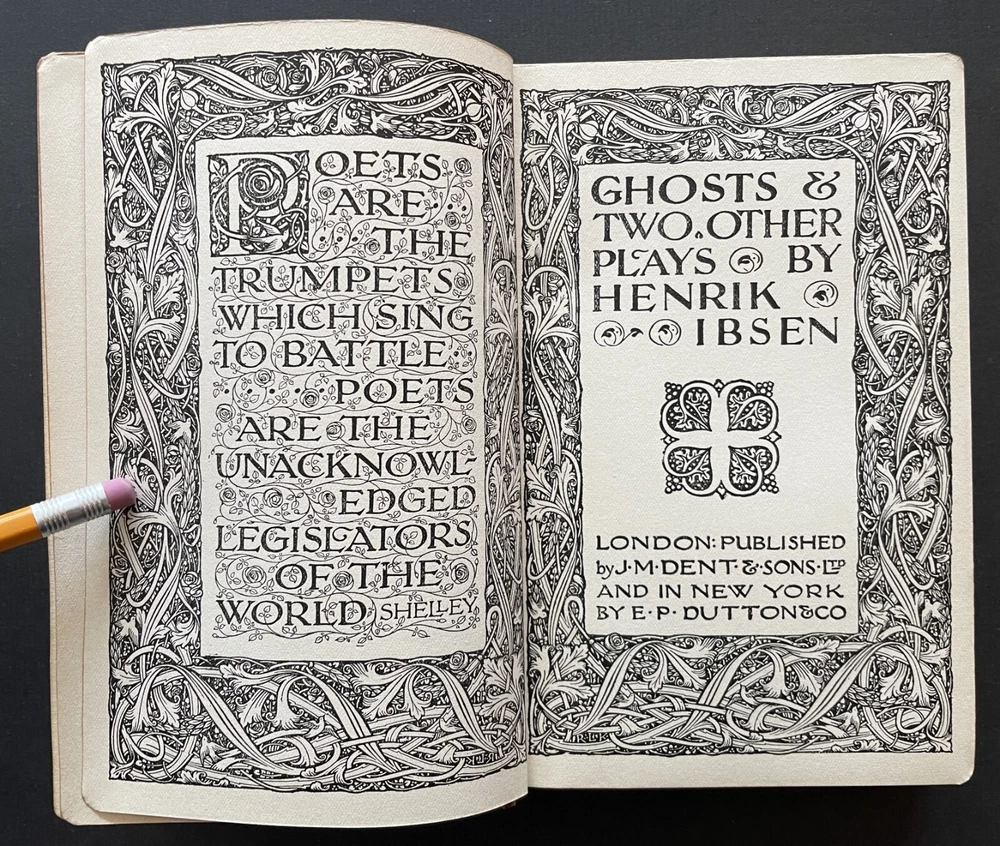 POETS
ARE
THE
TRUMPETS
WHICH SING
TO BATTLE
POETS
ARE THE
UNACKNOWL-
EDGED
LEGISLATORS
OF THE
WORLD SHELLEY
GHOSTS &
TWO OTHER
PLAYS BY
HENRIK
IBSEN
LONDON: PUBLISHED
by J·M·DENT·&·SONS·LTD
AND IN NEW YORK
BY E·P·DUTTON&CO